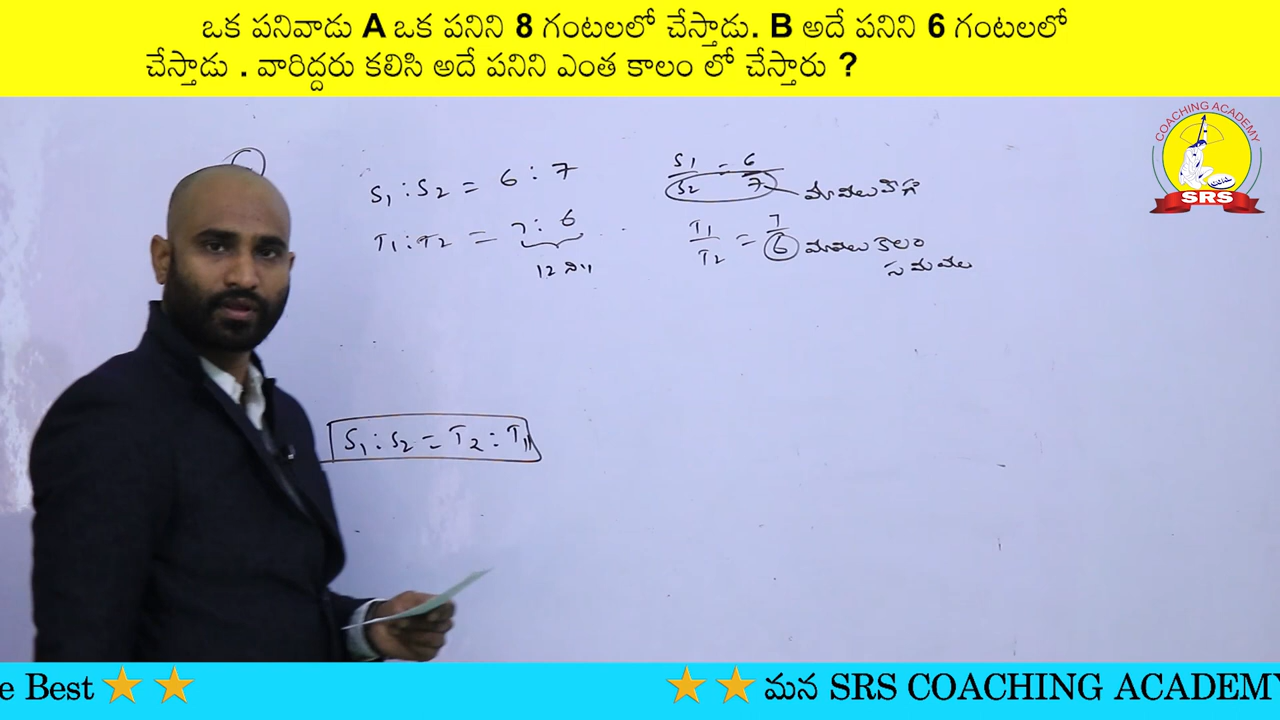 ఒక పనివాడు A ఒక పనిని 8 గంటలలో చేస్తాడు. B అదే పనిని 6 గంటలలో
చేస్తాడు . వారిద్దరు కలిసి అదే పనిని ఎంత కాలం లో చేస్తారు ?
COACHING ACADEMY
SRS
S₁ : S₂ = 6 : 7
S₁/S₂ = 6/7
T₁ : T₂ = 7 : 6
12 ని॥
T₁/T₂ = 7/6 మామూలు కాలం
S₁ : S₂ = T₂ : T₁
e Best ⭐ ⭐ ⭐ ⭐ మన SRS COACHING ACADEMY